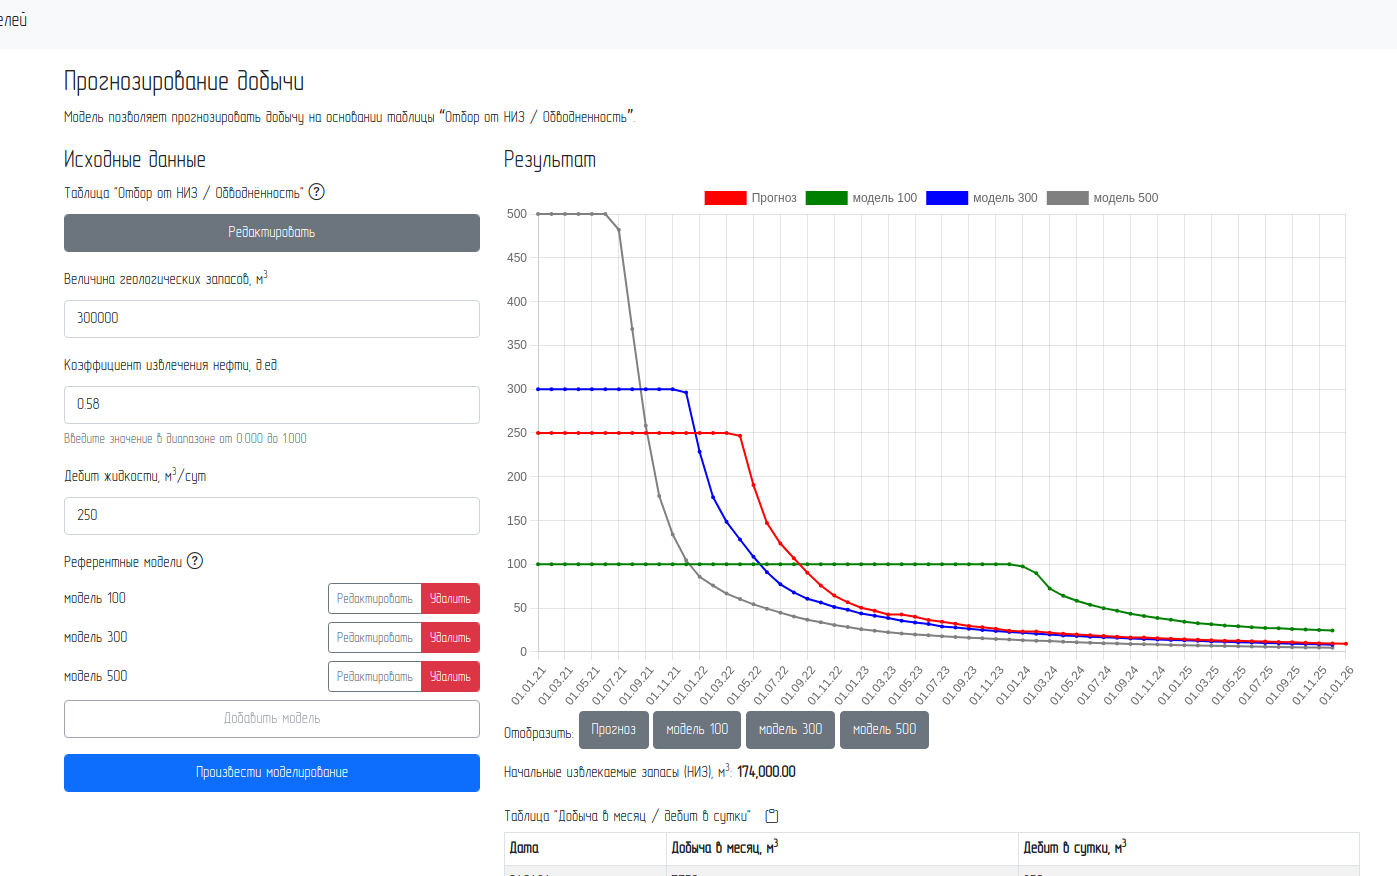 елей
Прогнозирование добычи
Модель позволяет прогнозировать добычу на основании таблицы “Отбор от НИЗ / Обводненность”.
Исходные данные
Таблица "Отбор от НИЗ / Обводнённость" ?
Редактировать
Величина геологических запасов, м3
300000
Коэффициент извлечения нефти, д.ед.
0.58
Введите значение в диапазоне от 0.000 до 1.000
Дебит жидкости, м3/сут
250
Референтные модели ?
модель 100 Редактировать Удалить
модель 300 Редактировать Удалить
модель 500 Редактировать Удалить
Добавить модель
Произвести моделирование
Результат
Прогноз модель 100 модель 300 модель 500
500
450
400
350
300
250
200
150
100
50
0
01.01.21 01.03.21 01.05.21 01.07.21 01.09.21 01.11.21 01.01.22 01.03.22 01.05.22 01.07.22 01.09.22 01.11.22 01.01.23 01.03.23 01.05.23 01.07.23 01.09.23 01.11.23 01.01.24 01.03.24 01.05.24 01.07.24 01.09.24 01.11.24 01.01.25 01.03.25 01.05.25 01.07.25 01.09.25 01.11.25 01.01.26
Отобразить: Прогноз модель 100 модель 300 модель 500
Начальные извлекаемые запасы (НИЗ), м3: 174,000.00
Таблица "Добыча в месяц / дебит в сутки"
Дата Добыча в месяц, м3 Дебит в сутки, м3